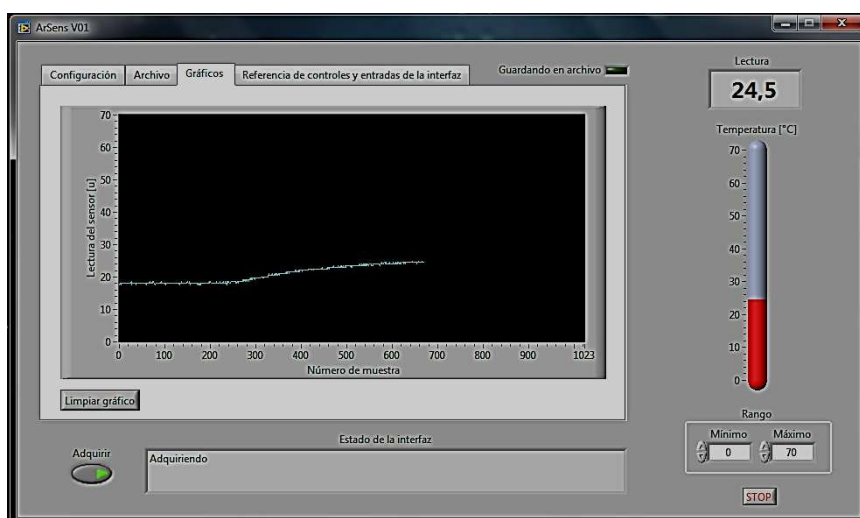 ArSens V01
Configuración
Archivo
Gráficos
Referencia de controles y entradas de la interfaz
Guardando en archivo
Lectura del sensor [u]
70
60
50
40
30
20
10
0
0 100 200 300 400 500 600 700 800 900 1023
Número de muestra
Limpiar gráfico
Adquirir
Estado de la interfaz
Adquiriendo
Lectura
24,5
Temperatura [°C]
70
60
50
40
30
20
10
0
Rango
Mínimo Máximo
0 70
STOP